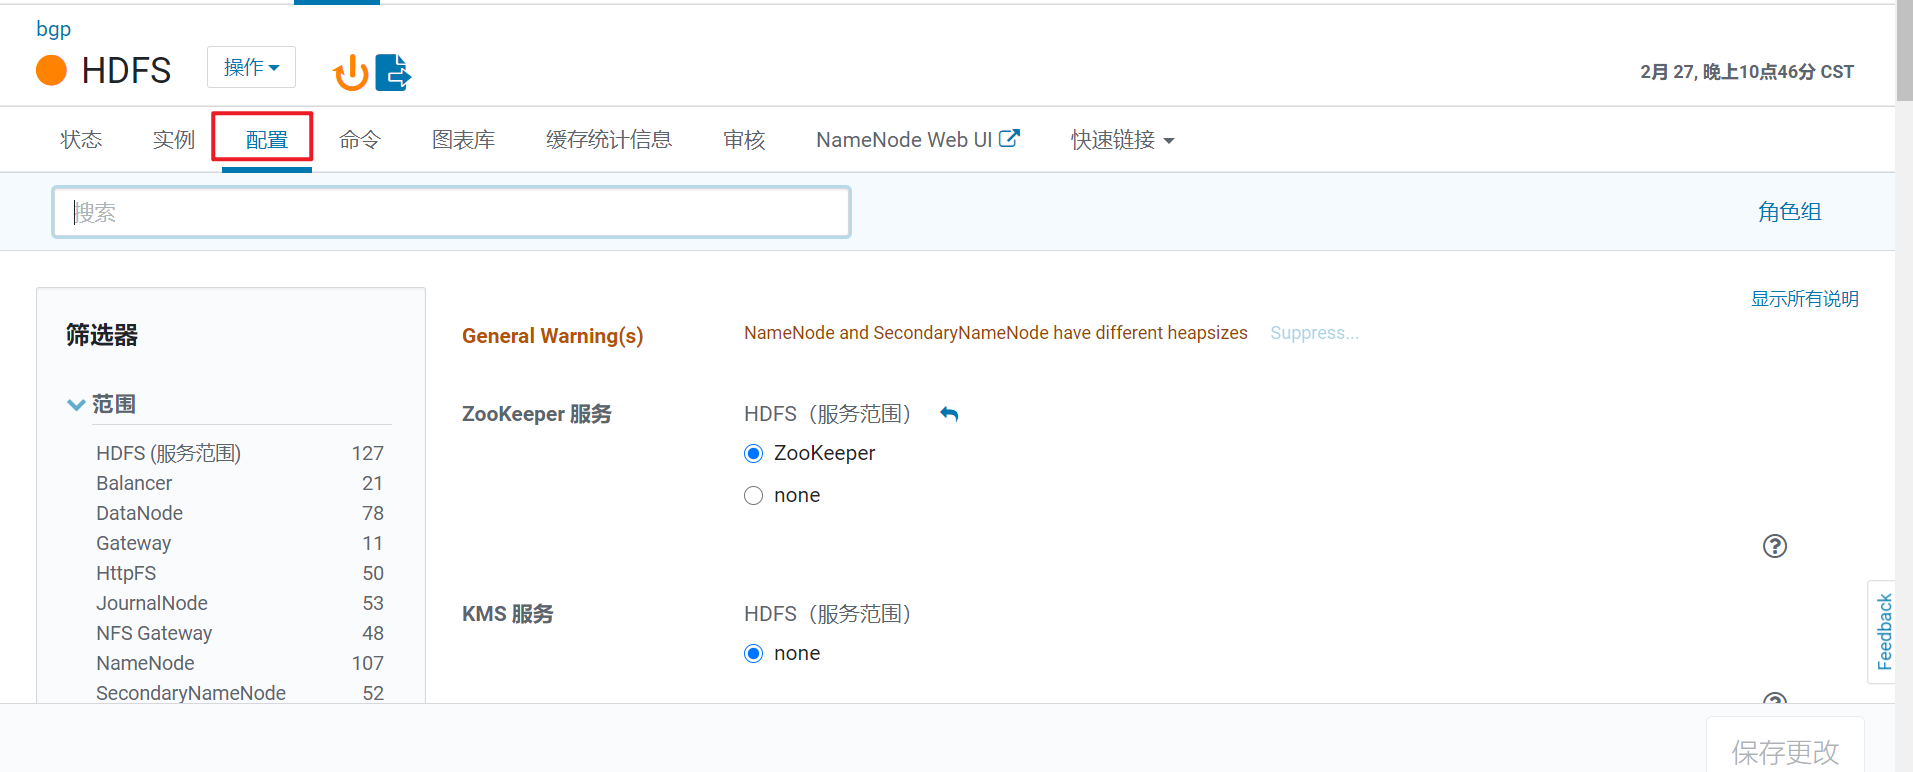 bgp
HDFS 操作
2月 27, 晚上10点46分 CST
状态 实例 配置 命令 图表库 缓存统计信息 审核 NameNode Web UI 快速链接
搜索 角色组
显示所有说明
筛选器
General Warning(s) NameNode and SecondaryNameNode have different heapsizes Suppress...
范围
ZooKeeper 服务 HDFS（服务范围）
HDFS (服务范围) 127
ZooKeeper
Balancer 21
none
DataNode 78
Gateway 11
HttpFS 50
JournalNode 53
KMS 服务 HDFS（服务范围）
NFS Gateway 48
none
NameNode 107
SecondaryNameNode 52
Feedback
保存更改